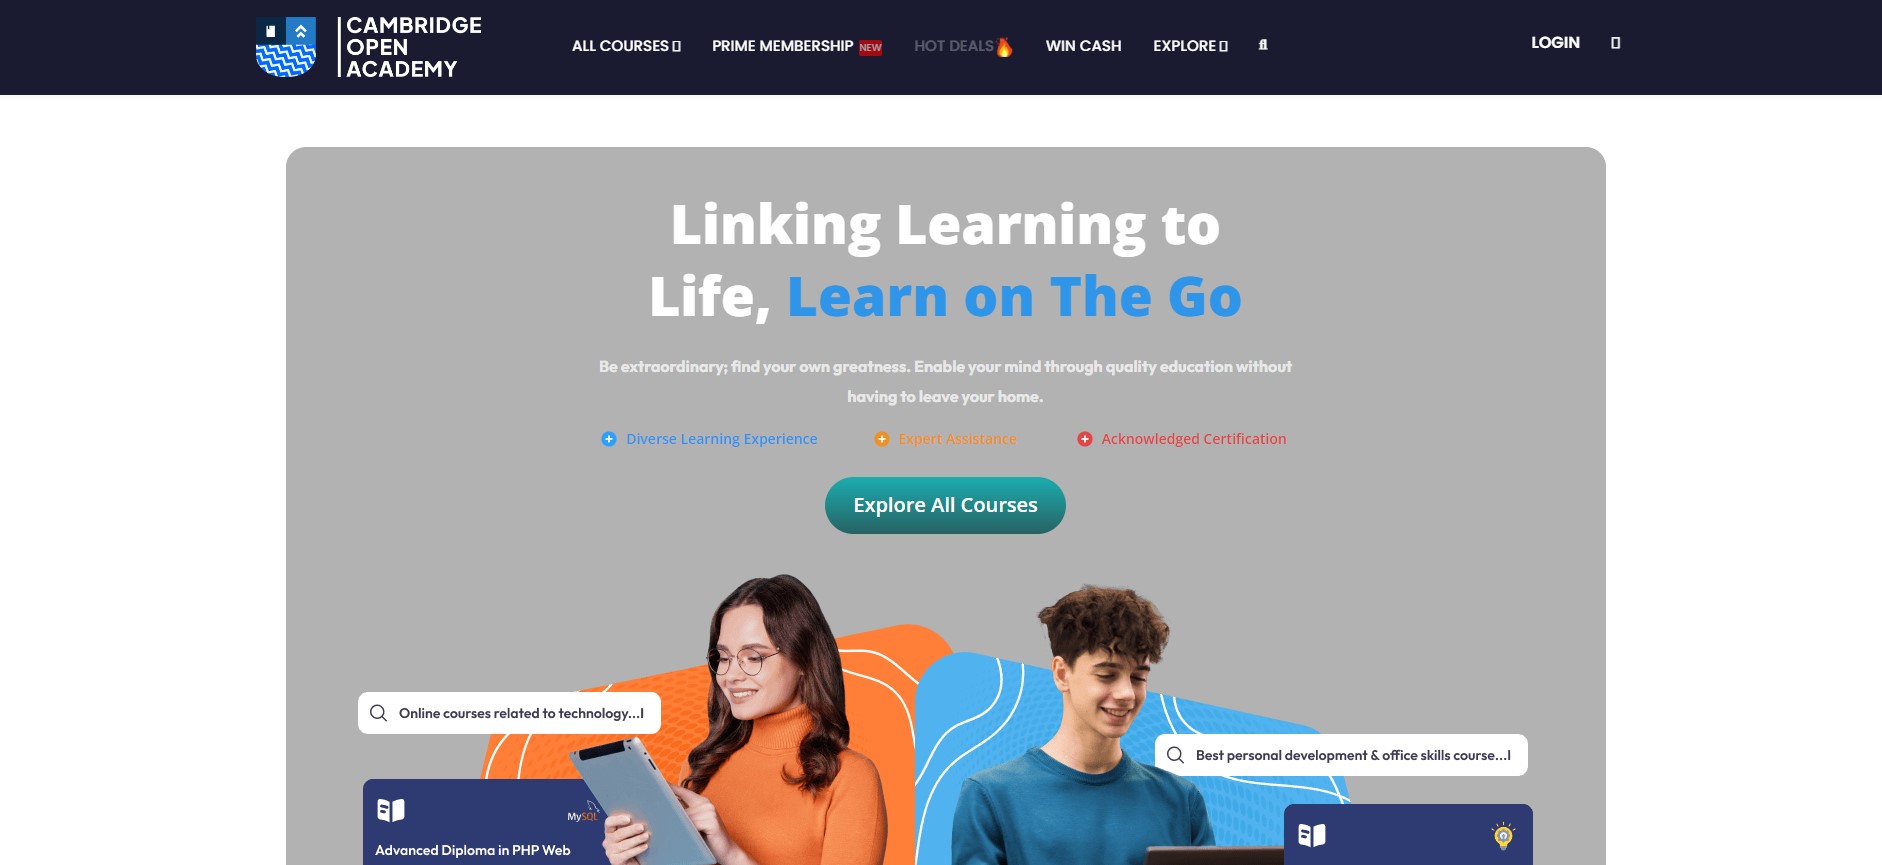 CAMBRIDGE
OPEN
ACADEMY
ALL COURSES
PRIME MEMBERSHIP NEW
HOT DEALS🔥
WIN CASH
EXPLORE
LOGIN
Linking Learning to
Life, Learn on The Go
Be extraordinary; find your own greatness. Enable your mind through quality education without
having to leave your home.
Diverse Learning Experience
Expert Assistance
Acknowledged Certification
Explore All Courses
Online courses related to technology...I
Best personal development & office skills course...I
MySQL
Advanced Diploma in PHP Web